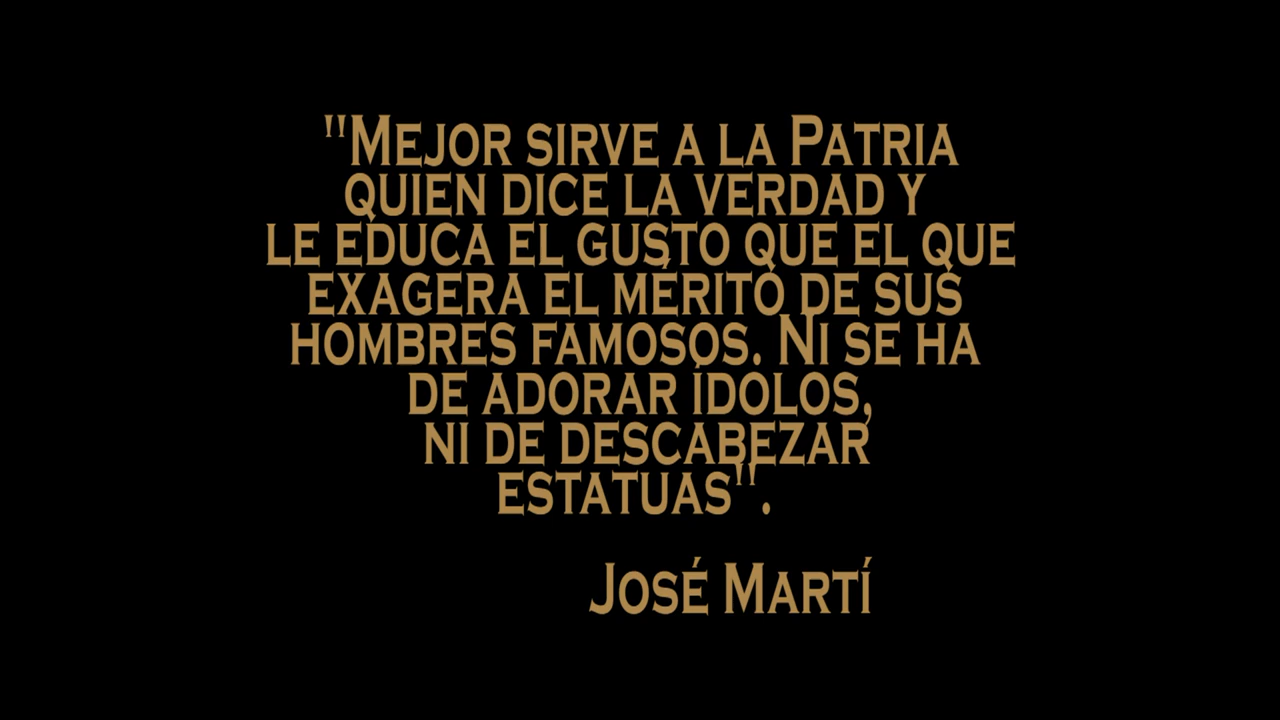 "Mejor sirve a la Patria
quien dice la verdad y
le educa el gusto que el que
exagera el mérito de sus
hombres famosos. Ni se ha
de adorar ídolos,
ni de descabezar
estatuas".
José Martí